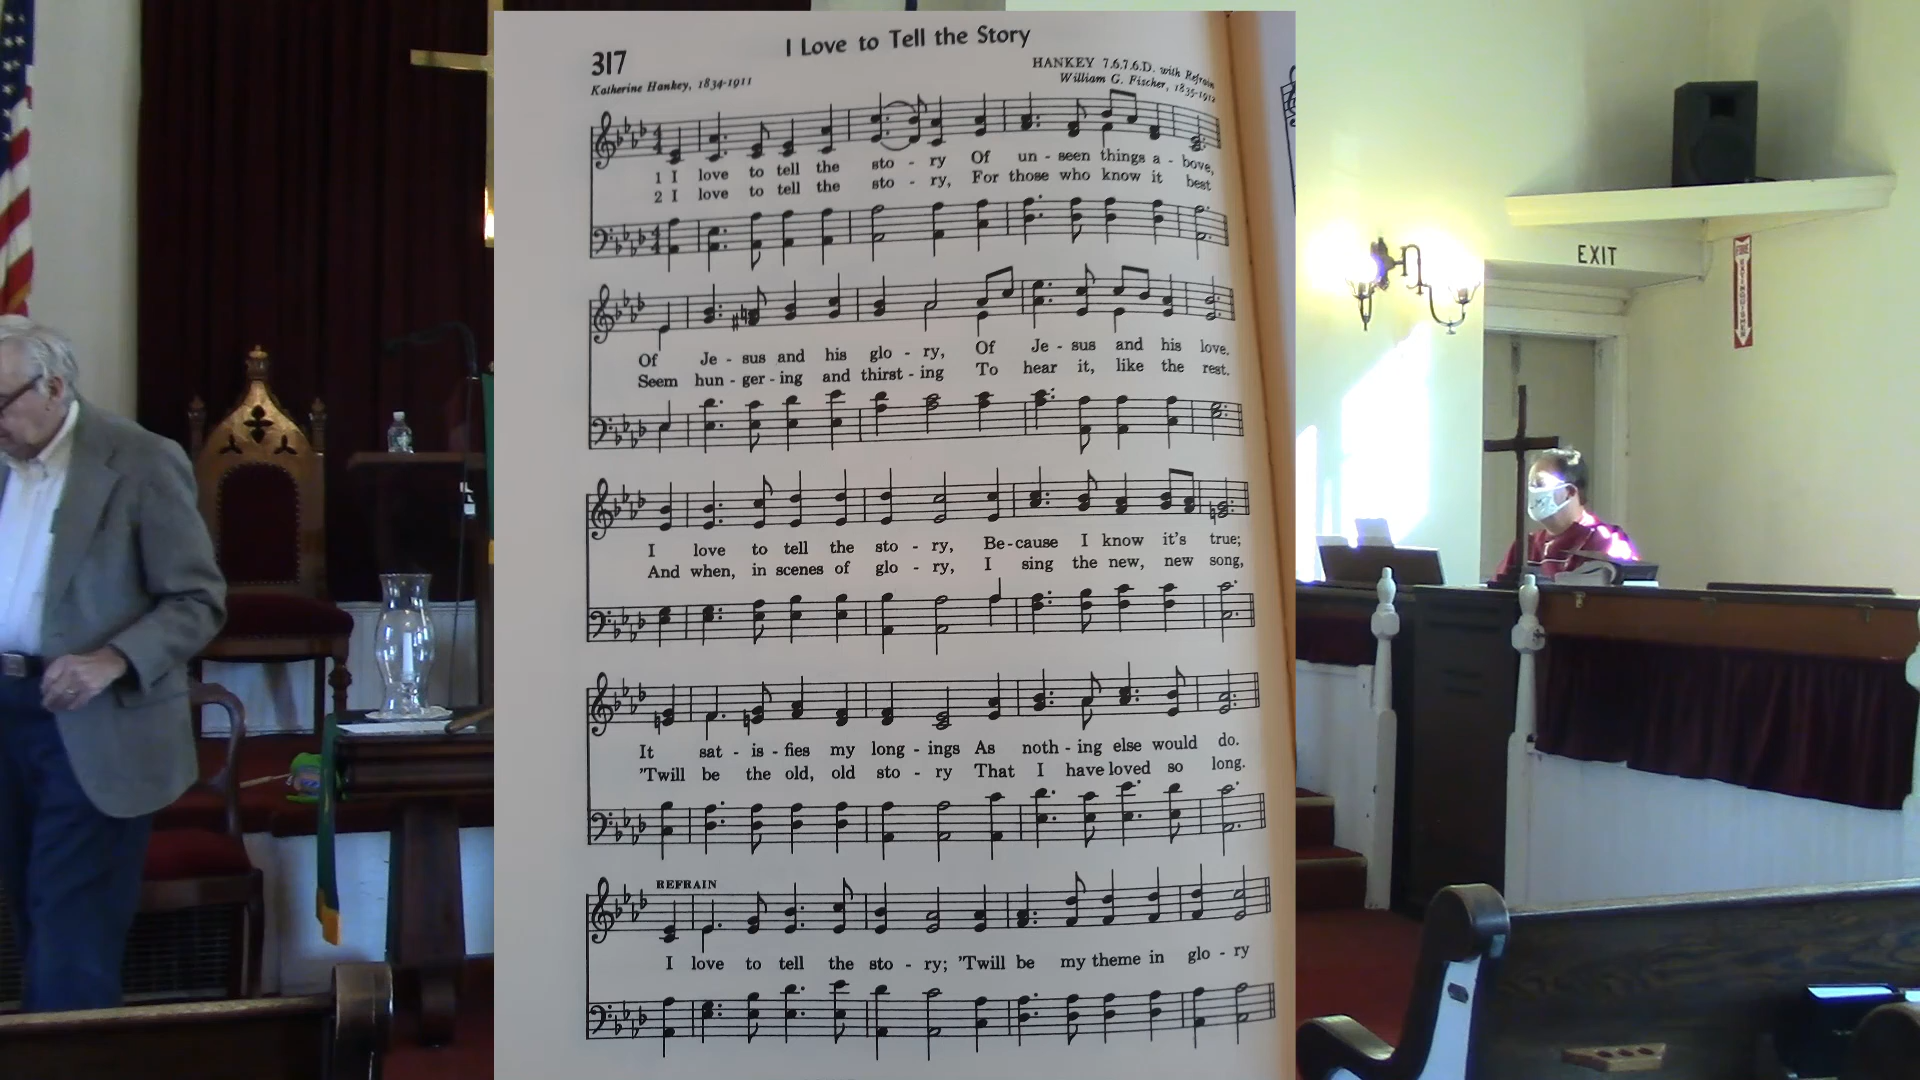 I Love to Tell the Story
317
HANKEY 7.6.7.6.D. with Refrain
Katherine Hankey, 1834-1911
William G. Fischer, 1835-1912
1 I love to tell the sto - ry Of un - seen things a - bove,
2 I love to tell the sto - ry, For those who know it best
Of Je - sus and his glo - ry, Of Je - sus and his love.
Seem hun - ger - ing and thirst - ing To hear it, like the rest.
I love to tell the sto - ry, Be - cause I know it's true;
And when, in scenes of glo - ry, I sing the new, new song,
It sat - is - fies my long - ings As noth - ing else would do.
'Twill be the old, old sto - ry That I have loved so long.
REFRAIN
I love to tell the sto - ry; 'Twill be my theme in glo - ry
EXIT
FIRE EXTINGUISHER